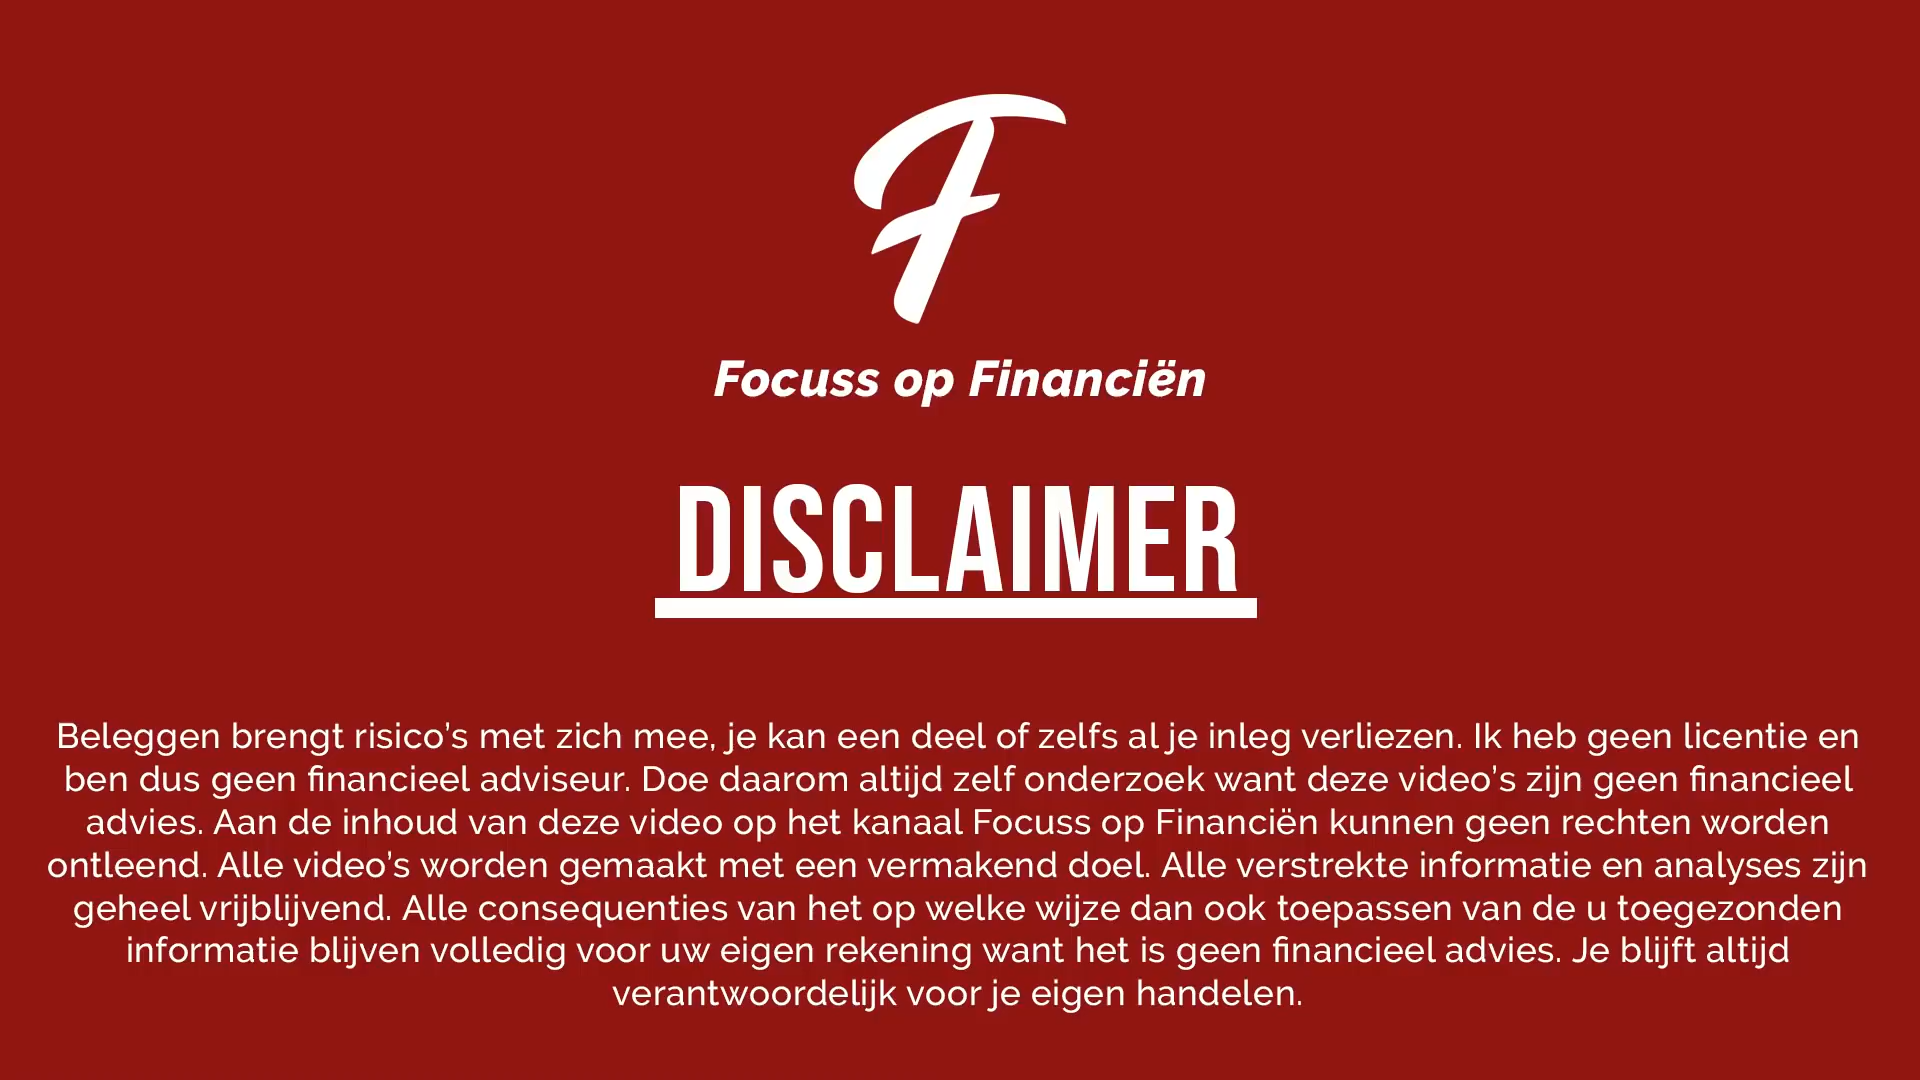 F
Focuss op Financiën
DISCLAIMER
Beleggen brengt risico’s met zich mee, je kan een deel of zelfs al je inleg verliezen. Ik heb geen licentie en
ben dus geen financieel adviseur. Doe daarom altijd zelf onderzoek want deze video’s zijn geen financieel
advies. Aan de inhoud van deze video op het kanaal Focuss op Financiën kunnen geen rechten worden
ontleend. Alle video’s worden gemaakt met een vermakend doel. Alle verstrekte informatie en analyses zijn
geheel vrijblijvend. Alle consequenties van het op welke wijze dan ook toepassen van de u toegezonden
informatie blijven volledig voor uw eigen rekening want het is geen financieel advies. Je blijft altijd
verantwoordelijk voor je eigen handelen.